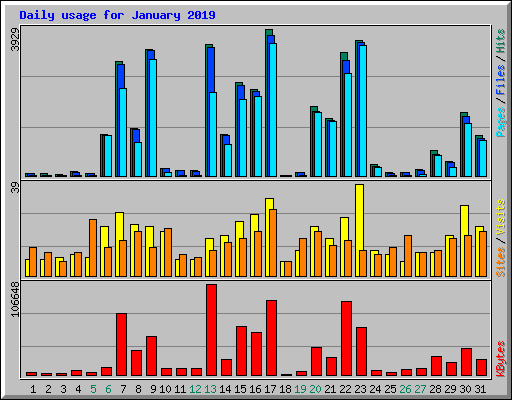 Daily usage for January 2019
3929
Pages / Files / Hits
39
Sites / Visits
106648
KBytes
1 2 3 4 5 6 7 8 9 10 11 12 13 14 15 16 17 18 19 20 21 22 23 24 25 26 27 28 29 30 31